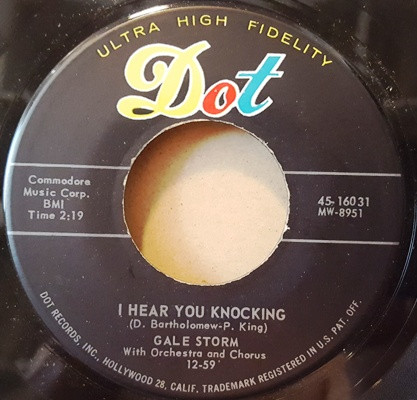 ULTRA HIGH FIDELITY
Dot
Commodore
Music Corp.
BMI
Time 2:19
45-16031
MW-8951
I HEAR YOU KNOCKING
(D. Bartholomew-P. King)
GALE STORM
With Orchestra and Chorus
12-59
DOT RECORDS, INC., HOLLYWOOD 28, CALIF. TRADEMARK REGISTERED IN U.S. PAT. OFF.